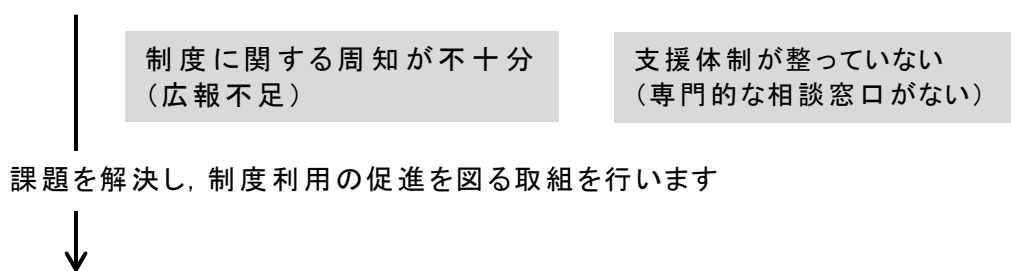 制度に関する周知が不十分
（広報不足）
支援体制が整っていない
（専門的な相談窓口がない）
課題を解決し，制度利用の促進を図る取組を行います